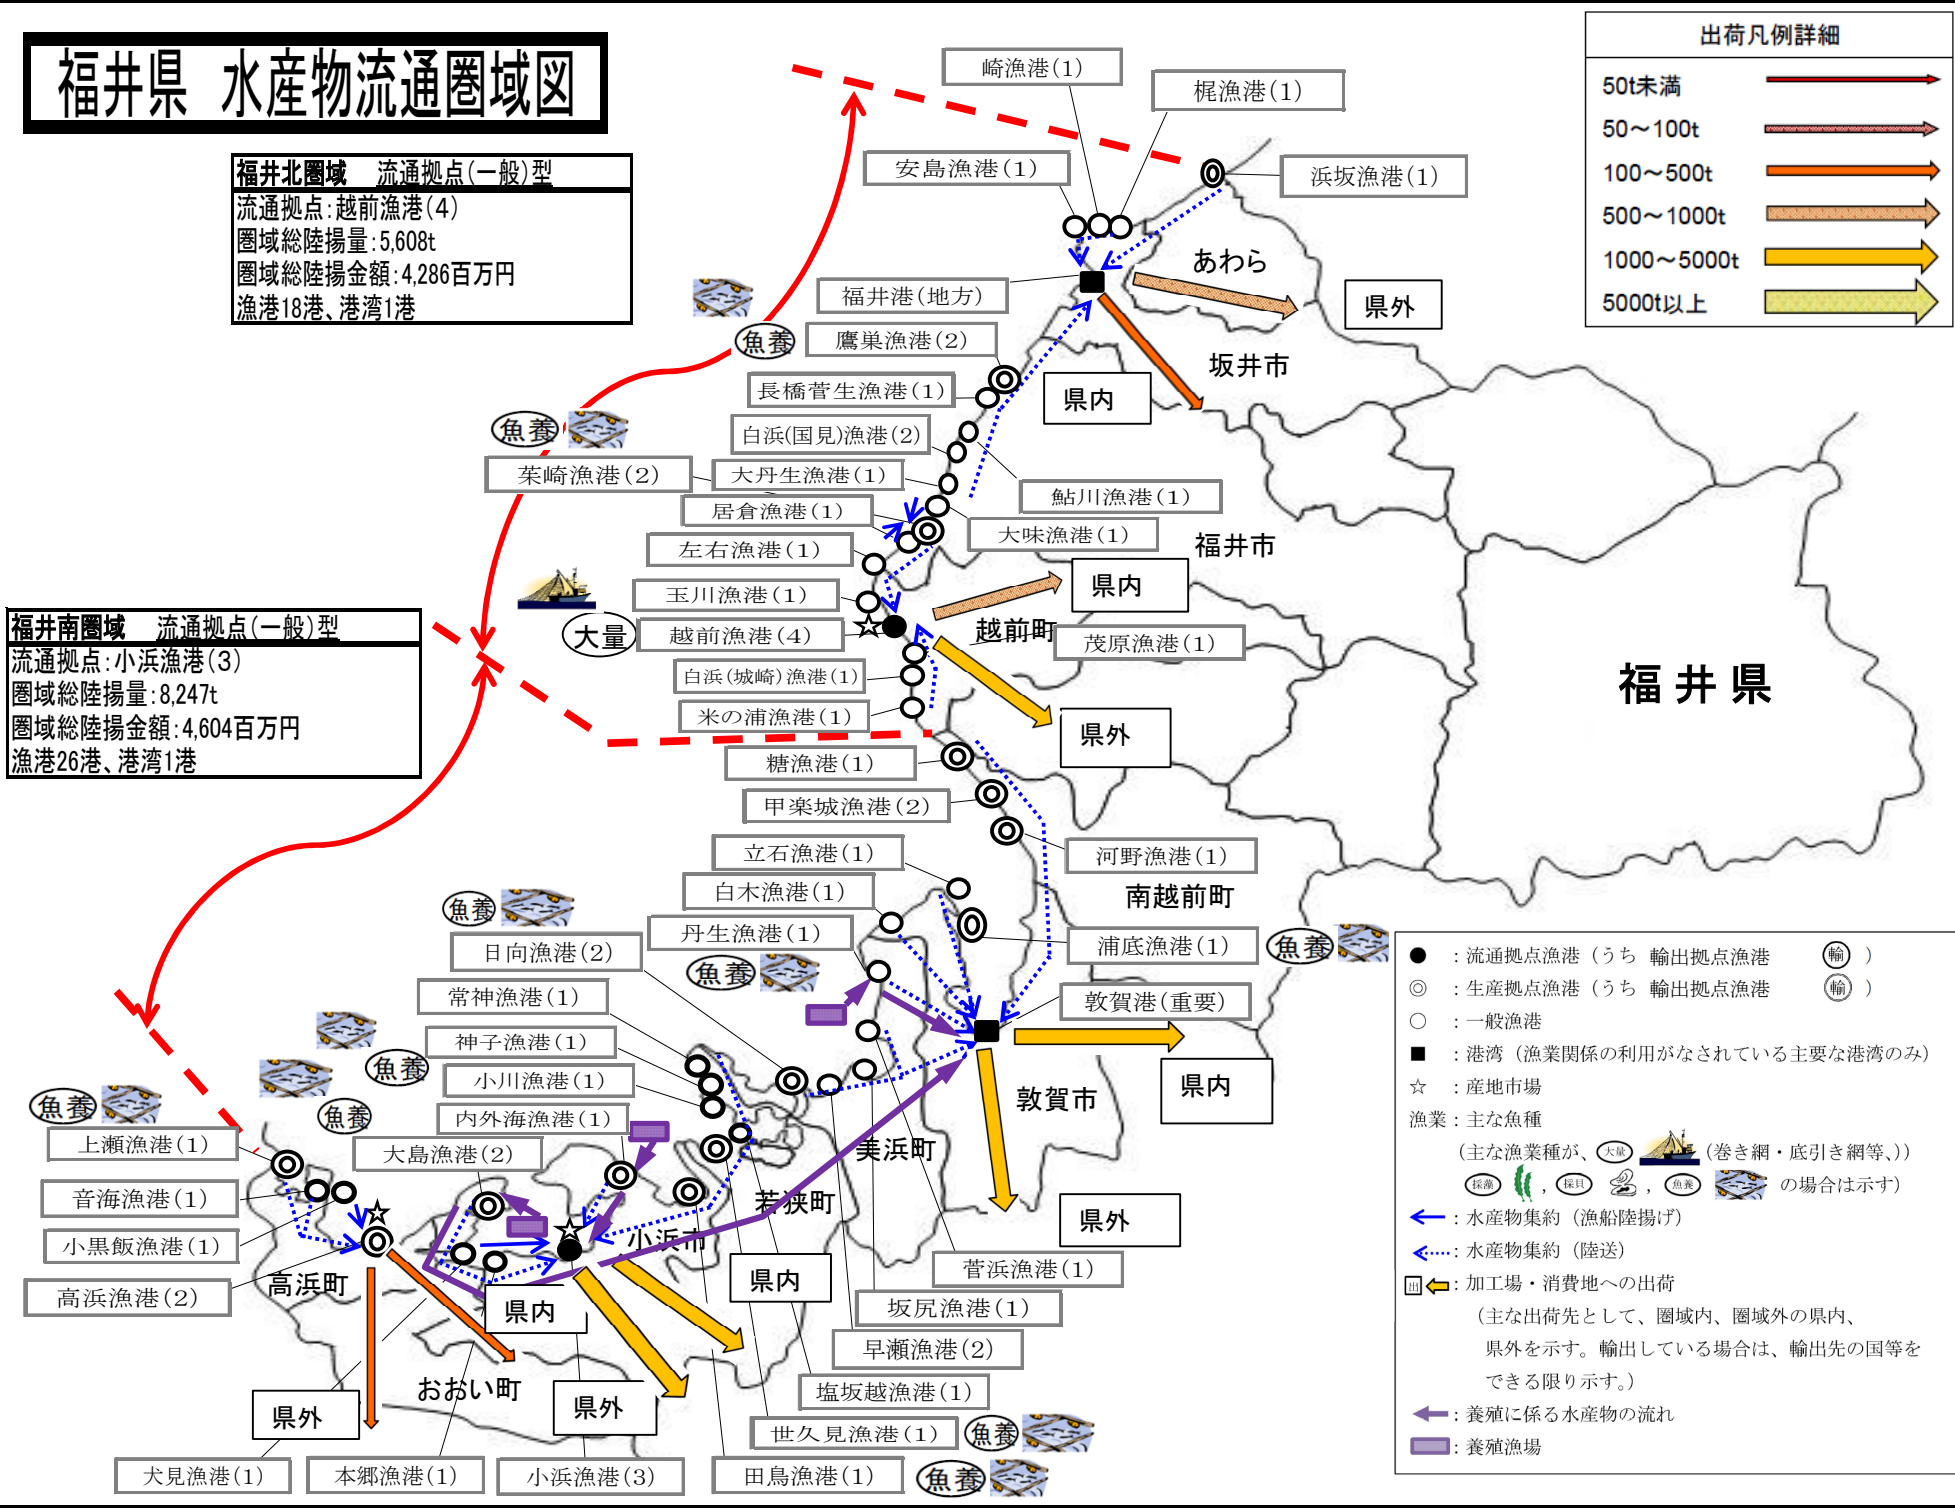 福井県 水産物流通圏域図
出荷凡例詳細
50t未満
50～100t
100～500t
500～1000t
1000～5000t
5000t以上
福井北圏域 流通拠点(一般)型
流通拠点:越前漁港(4)
圏域総陸揚量:5,608t
圏域総陸揚金額:4,286百万円
漁港18港、港湾1港
福井南圏域 流通拠点(一般)型
流通拠点:小浜漁港(3)
圏域総陸揚量:8,247t
圏域総陸揚金額:4,604百万円
漁港26港、港湾1港
崎漁港(1)
梶漁港(1)
安島漁港(1)
浜坂漁港(1)
あわら
福井港(地方)
県外
魚養
鷹巣漁港(2)
坂井市
長橋菅生漁港(1)
県内
魚養
白浜(国見)漁港(2)
茱崎漁港(2)
大丹生漁港(1)
鮎川漁港(1)
居倉漁港(1)
大味漁港(1)
福井市
左右漁港(1)
県内
玉川漁港(1)
大量
越前漁港(4)
越前町
茂原漁港(1)
白浜(城崎)漁港(1)
米の浦漁港(1)
県外
福井県
糖漁港(1)
甲楽城漁港(2)
立石漁港(1)
河野漁港(1)
白木漁港(1)
南越前町
魚養
丹生漁港(1)
浦底漁港(1)
魚養
日向漁港(2)
魚養
常神漁港(1)
敦賀港(重要)
神子漁港(1)
魚養
小川漁港(1)
県内
敦賀市
魚養
魚養
内外海漁港(1)
上瀬漁港(1)
大島漁港(2)
美浜町
音海漁港(1)
若狭町
県外
小黒飯漁港(1)
小浜市
高浜町
県内
菅浜漁港(1)
高浜漁港(2)
県内
坂尻漁港(1)
早瀬漁港(2)
おおい町
塩坂越漁港(1)
県外
県外
世久見漁港(1)
魚養
犬見漁港(1)
本郷漁港(1)
小浜漁港(3)
田烏漁港(1)
魚養
●：流通拠点漁港（うち 輸出拠点漁港 輸 ）
◎：生産拠点漁港（うち 輸出拠点漁港 輸 ）
○：一般漁港
■：港湾（漁業関係の利用がなされている主要な港湾のみ）
☆：産地市場
漁業：主な魚種
（主な漁業種が、大量（巻き網・底引き網等、））
採藻 ，採貝 ，魚養 の場合は示す）
：水産物集約（漁船陸揚げ）
：水産物集約（陸送）
出：加工場・消費地への出荷
（主な出荷先として、圏域内、圏域外の県内、
県外を示す。輸出している場合は、輸出先の国等を
できる限り示す。）
：養殖に係る水産物の流れ
：養殖漁場